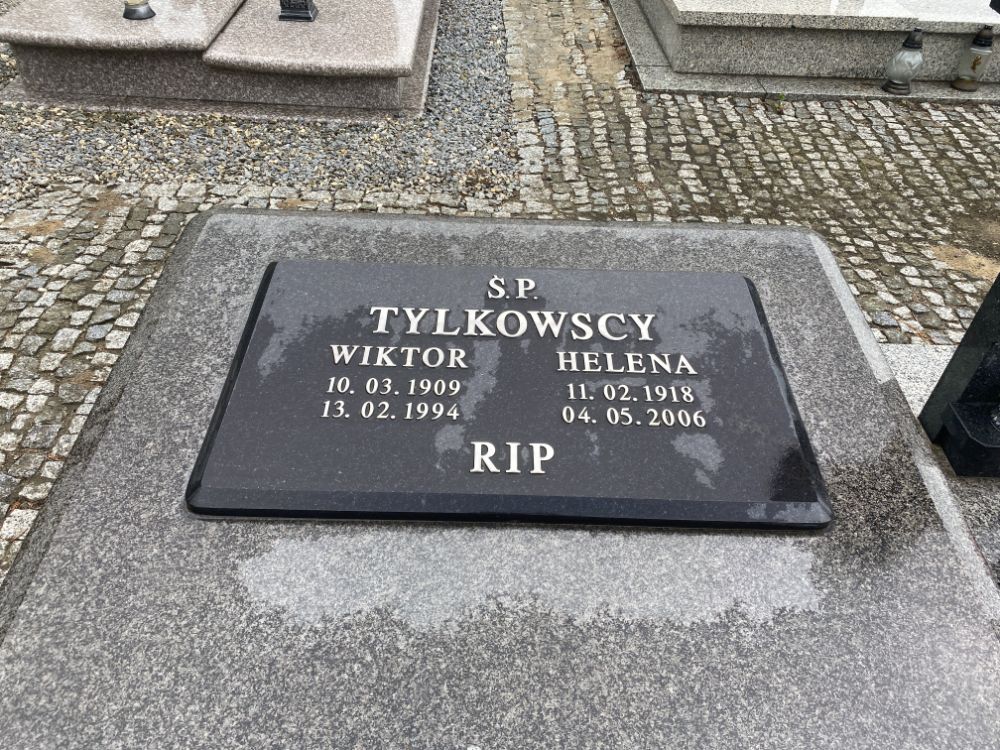 Ś.P.
TYLKOWSCY
WIKTOR HELENA
10.03.1909 11.02.1918
13.02.1994 04.05.2006
RIP